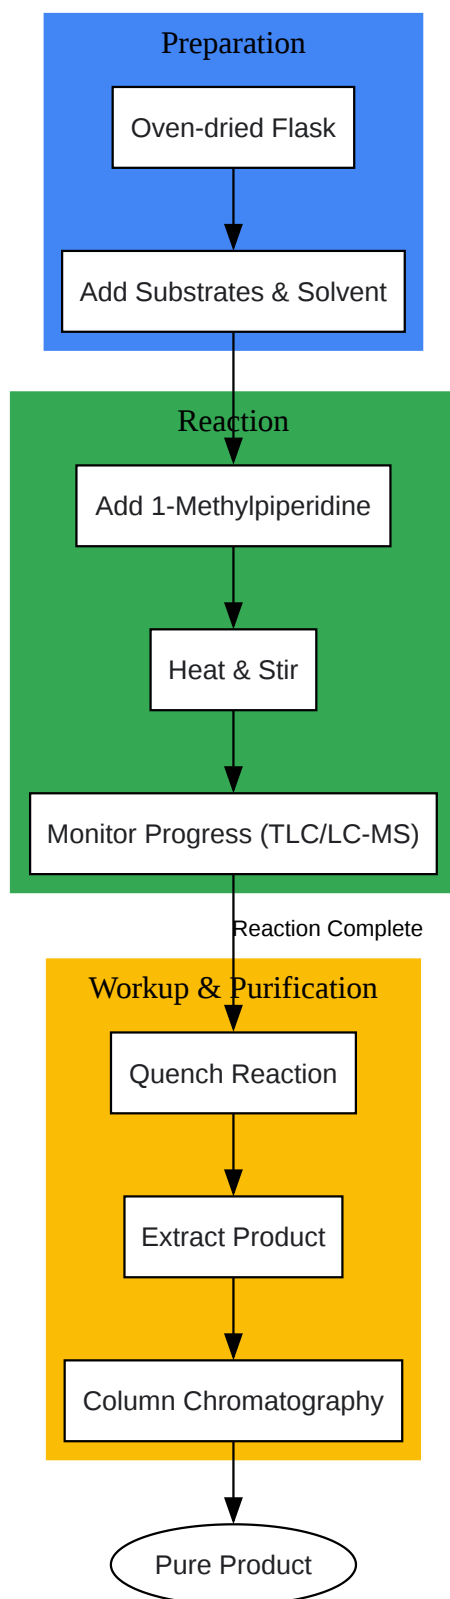 Preparation
Oven-dried Flask
Add Substrates & Solvent
Reaction
Add 1-Methylpiperidine
Heat & Stir
Monitor Progress (TLC/LC-MS)
Reaction Complete
Workup & Purification
Quench Reaction
Extract Product
Column Chromatography
Pure Product